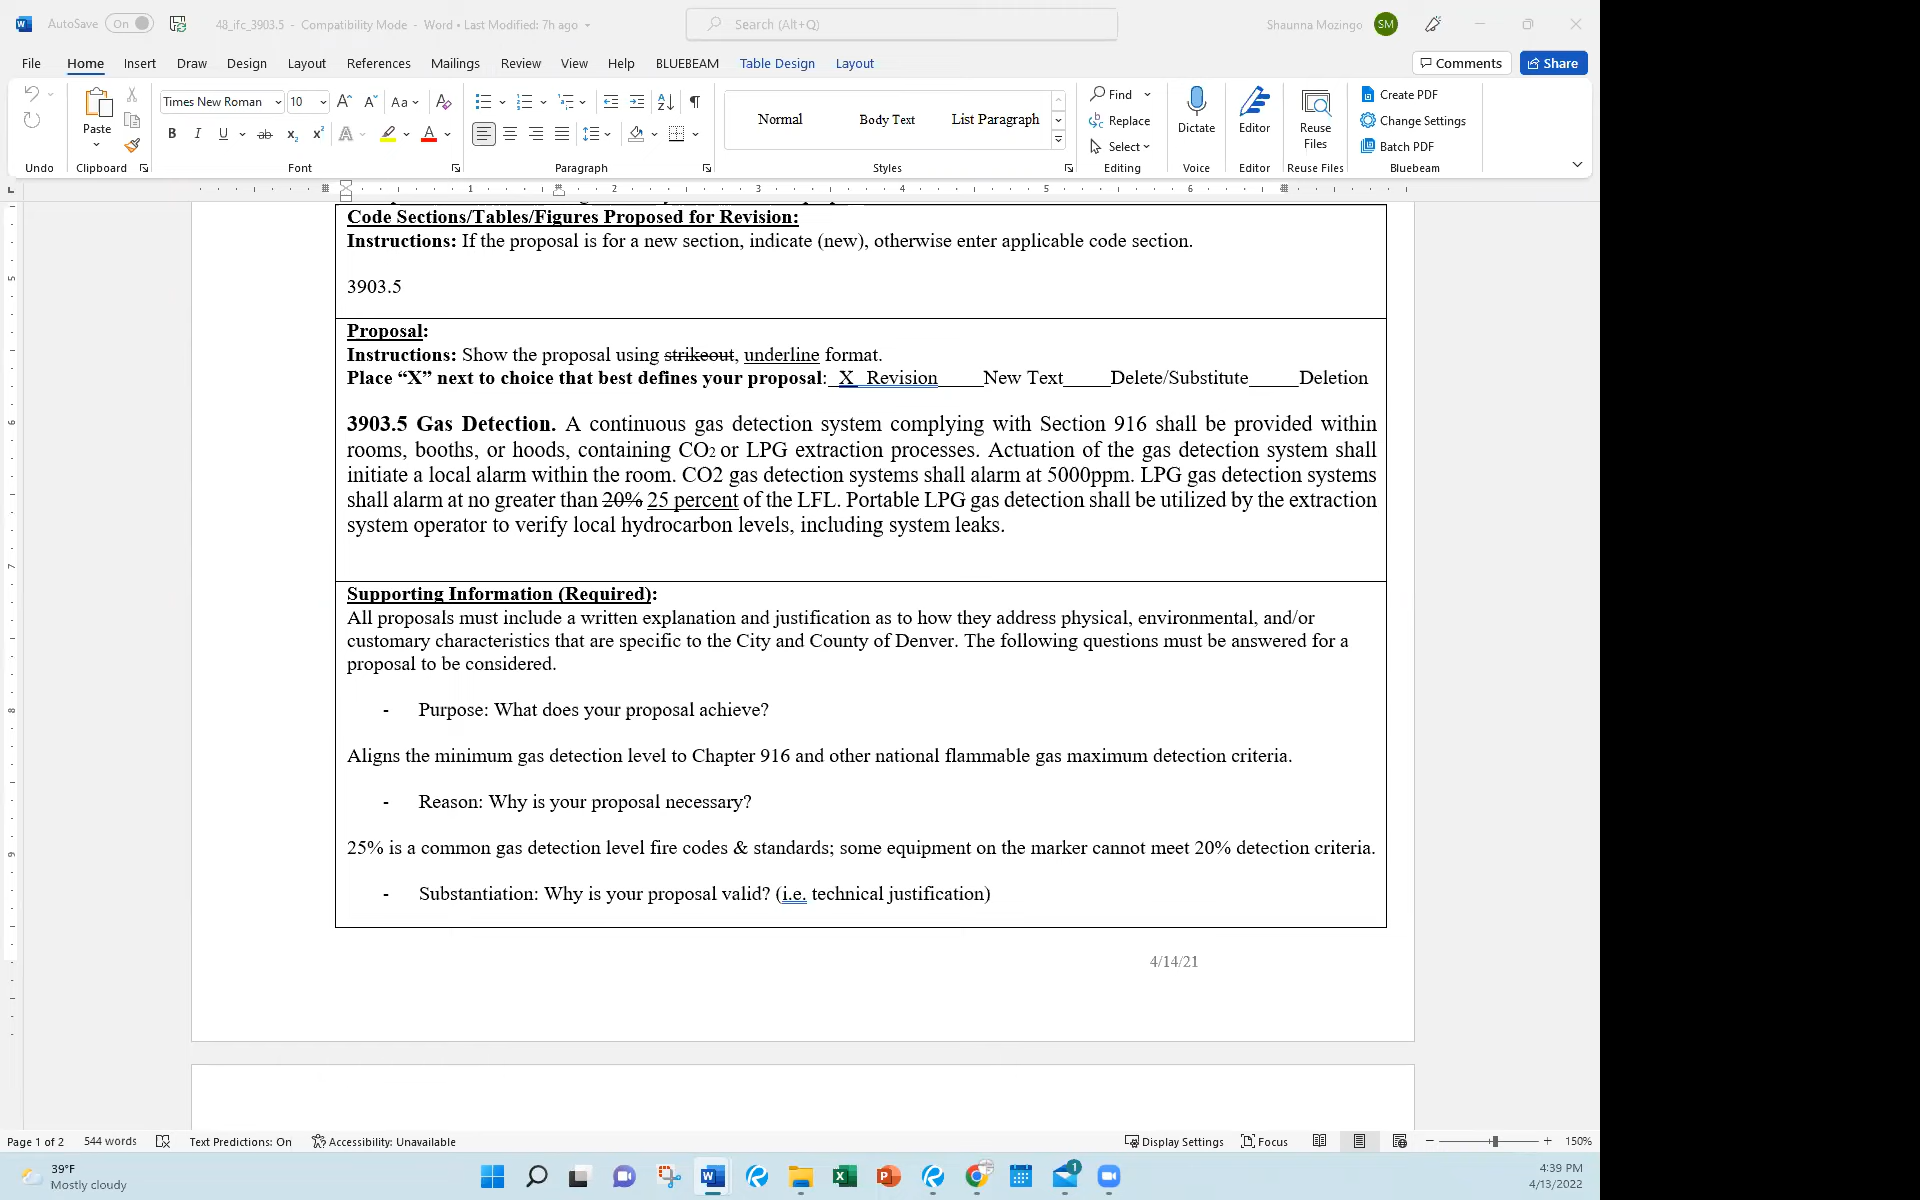 AutoSave On 48_ifc_3903.5 - Compatibility Mode - Word • Last Modified: 7h ago Search (Alt+Q) Shaunna Mozingo SM
File Home Insert Draw Design Layout References Mailings Review View Help BLUEBEAM Table Design Layout Comments Share
Times New Roman 10 Aa Find Create PDF
Paste Normal Body Text List Paragraph Replace Dictate Editor Reuse Files Change Settings
Select Batch PDF
Undo Clipboard Font Paragraph Styles Editing Voice Editor Reuse Files Bluebeam
1 2 3 4 5 6
Code Sections/Tables/Figures Proposed for Revision:
Instructions: If the proposal is for a new section, indicate (new), otherwise enter applicable code section.
3903.5
Proposal:
Instructions: Show the proposal using strikeout, underline format.
Place “X” next to choice that best defines your proposal:_X_Revision_____New Text_____Delete/Substitute_____Deletion
3903.5 Gas Detection. A continuous gas detection system complying with Section 916 shall be provided within
rooms, booths, or hoods, containing CO2 or LPG extraction processes. Actuation of the gas detection system shall
initiate a local alarm within the room. CO2 gas detection systems shall alarm at 5000ppm. LPG gas detection systems
shall alarm at no greater than 20% 25 percent of the LFL. Portable LPG gas detection shall be utilized by the extraction
system operator to verify local hydrocarbon levels, including system leaks.
Supporting Information (Required):
All proposals must include a written explanation and justification as to how they address physical, environmental, and/or
customary characteristics that are specific to the City and County of Denver. The following questions must be answered for a
proposal to be considered.
- Purpose: What does your proposal achieve?
Aligns the minimum gas detection level to Chapter 916 and other national flammable gas maximum detection criteria.
- Reason: Why is your proposal necessary?
25% is a common gas detection level fire codes & standards; some equipment on the marker cannot meet 20% detection criteria.
- Substantiation: Why is your proposal valid? (i.e. technical justification)
4/14/21
Page 1 of 2 544 words Text Predictions: On Accessibility: Unavailable Display Settings Focus 150%
39°F
Mostly cloudy
1
4:39 PM
4/13/2022